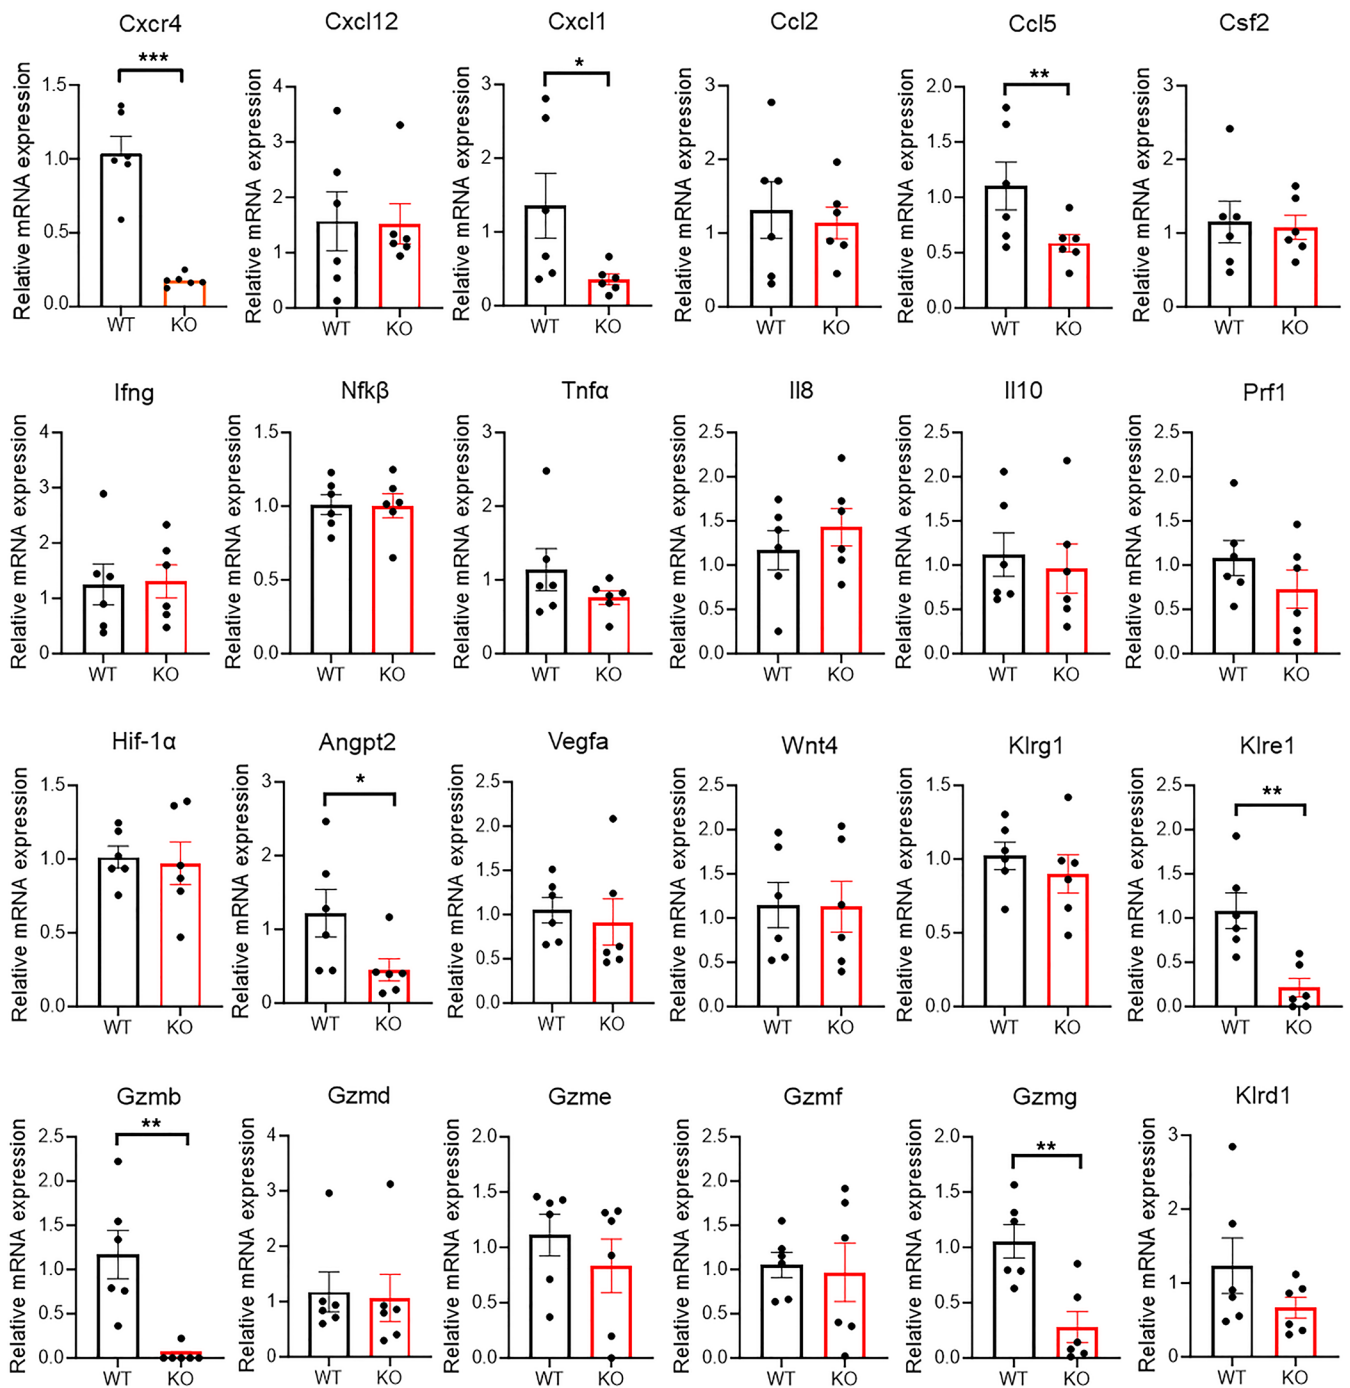 Cxcr4 Cxcl12 Cxcl1 Ccl2 Ccl5 Csf2
*** * **
Relative mRNA expression Relative mRNA expression Relative mRNA expression Relative mRNA expression Relative mRNA expression Relative mRNA expression
1.5 1.0 0.5 0.0
4 3 2 1 0
3 2 1 0
3 2 1 0
2.0 1.5 1.0 0.5 0.0
3 2 1 0
WT KO WT KO WT KO WT KO WT KO WT KO
Ifng Nfkβ Tnfα Il8 Il10 Prf1
Relative mRNA expression Relative mRNA expression Relative mRNA expression Relative mRNA expression Relative mRNA expression Relative mRNA expression
4 3 2 1 0
1.5 1.0 0.5 0.0
3 2 1 0
2.5 2.0 1.5 1.0 0.5 0.0
2.5 2.0 1.5 1.0 0.5 0.0
2.5 2.0 1.5 1.0 0.5 0.0
WT KO WT KO WT KO WT KO WT KO WT KO
Hif-1α Angpt2 Vegfa Wnt4 Klrg1 Klre1
* **
Relative mRNA expression Relative mRNA expression Relative mRNA expression Relative mRNA expression Relative mRNA expression Relative mRNA expression
1.5 1.0 0.5 0.0
3 2 1 0
2.5 2.0 1.5 1.0 0.5 0.0
2.5 2.0 1.5 1.0 0.5 0.0
1.5 1.0 0.5 0.0
2.5 2.0 1.5 1.0 0.5 0.0
WT KO WT KO WT KO WT KO WT KO WT KO
Gzmb Gzmd Gzme Gzmf Gzmg Klrd1
** **
Relative mRNA expression Relative mRNA expression Relative mRNA expression Relative mRNA expression Relative mRNA expression Relative mRNA expression
2.5 2.0 1.5 1.0 0.5 0.0
4 3 2 1 0
2.0 1.5 1.0 0.5 0.0
2.5 2.0 1.5 1.0 0.5 0.0
2.0 1.5 1.0 0.5 0.0
3 2 1 0
WT KO WT KO WT KO WT KO WT KO WT KO